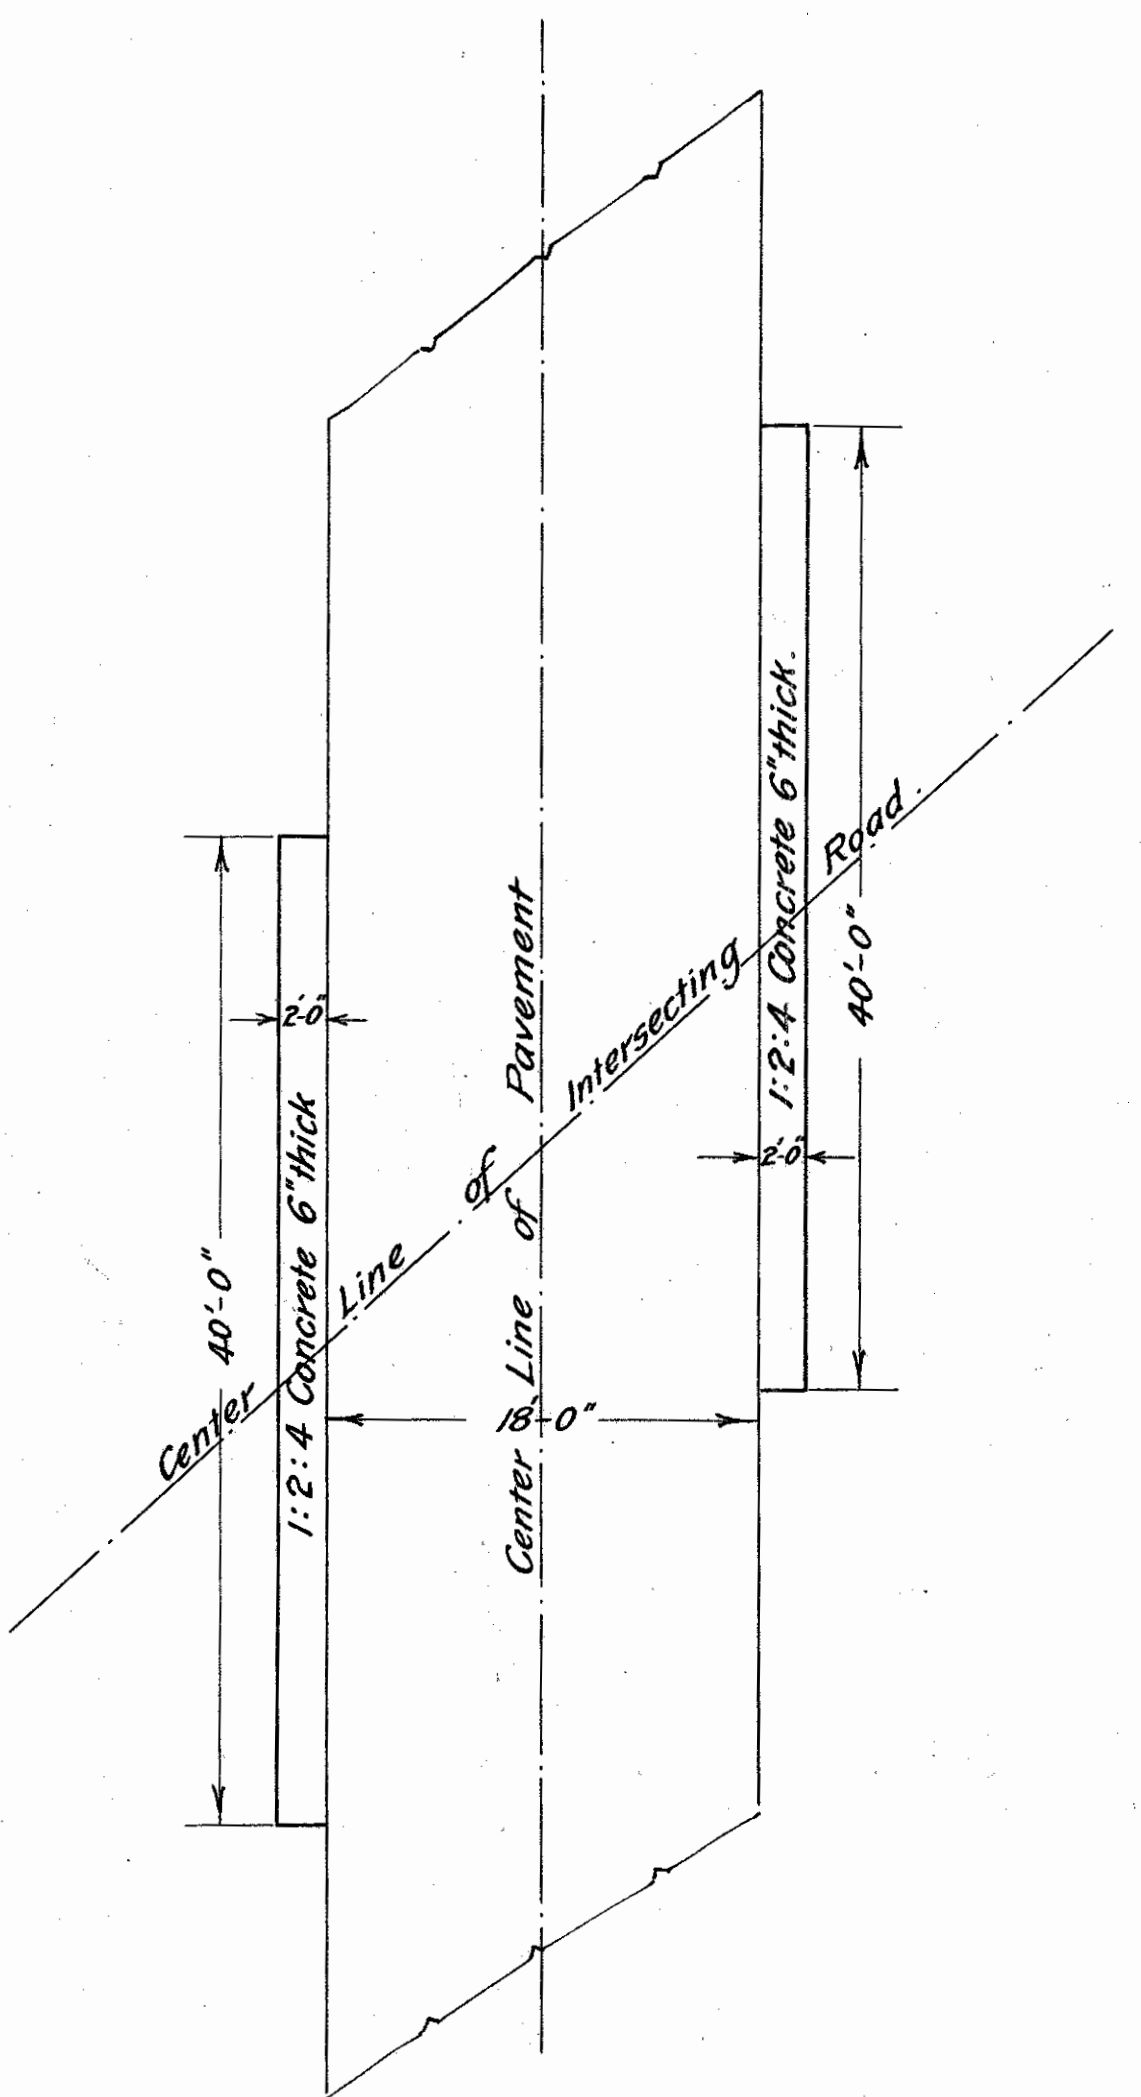 Center Line of Intersecting Road.
Center Line of Pavement
40'-0"
2'-0"
1:2:4 Concrete 6" thick
18'-0"
1:2:4 Concrete 6" thick.
2'-0"
40'-0"